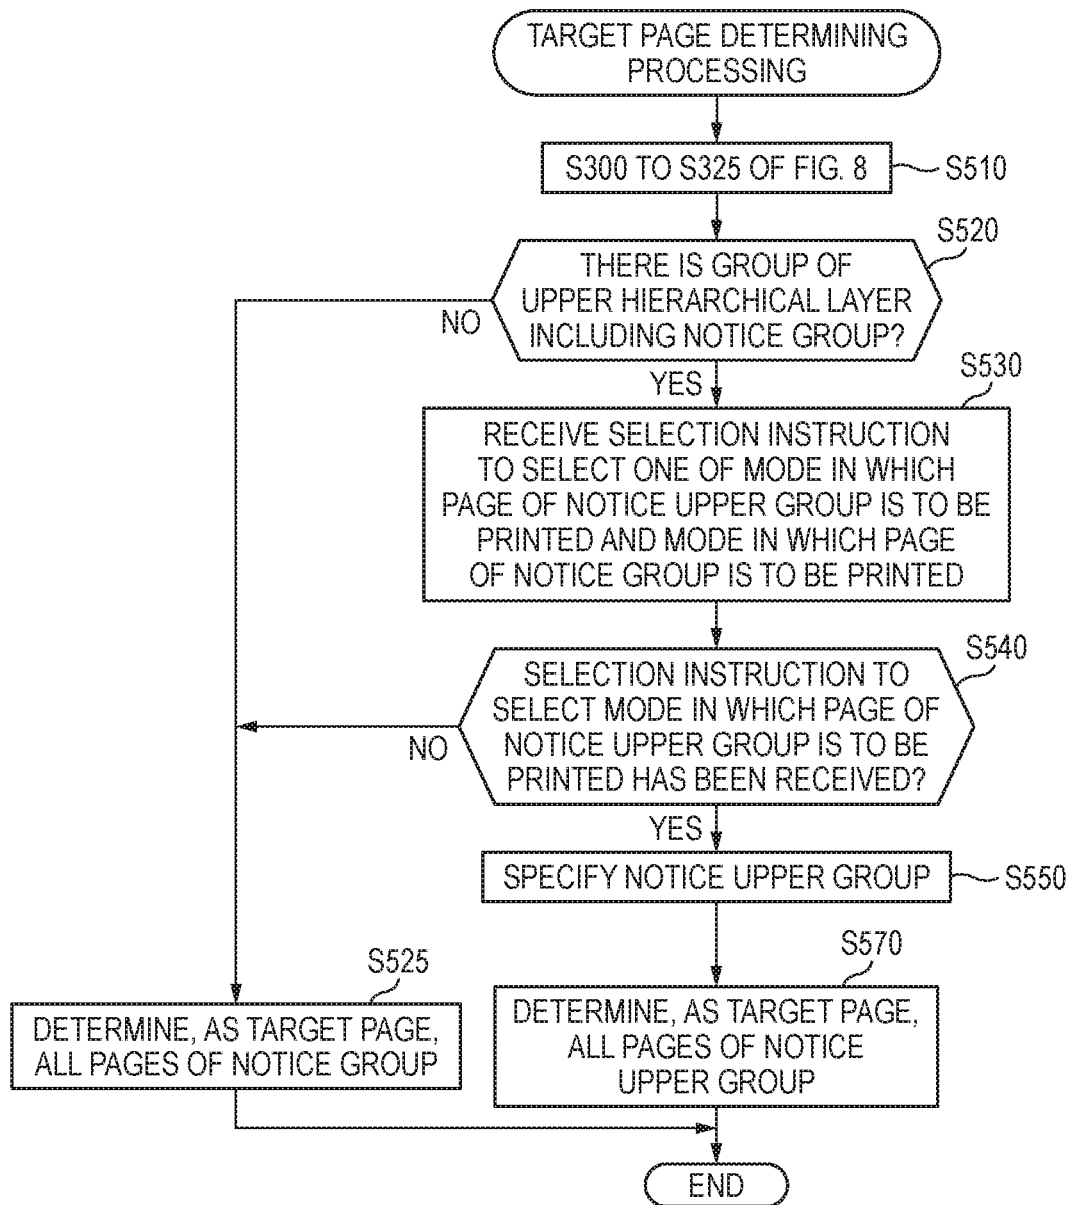 TARGET PAGE DETERMINING
PROCESSING
S300 TO S325 OF FIG. 8
S510
S520
THERE IS GROUP OF
UPPER HIERARCHICAL LAYER
INCLUDING NOTICE GROUP?
NO
YES
S530
RECEIVE SELECTION INSTRUCTION
TO SELECT ONE OF MODE IN WHICH
PAGE OF NOTICE UPPER GROUP IS TO BE
PRINTED AND MODE IN WHICH PAGE
OF NOTICE GROUP IS TO BE PRINTED
S540
SELECTION INSTRUCTION TO
SELECT MODE IN WHICH PAGE OF
NOTICE UPPER GROUP IS TO BE
PRINTED HAS BEEN RECEIVED?
NO
YES
SPECIFY NOTICE UPPER GROUP
S550
S525
DETERMINE, AS TARGET PAGE,
ALL PAGES OF NOTICE GROUP
S570
DETERMINE, AS TARGET PAGE,
ALL PAGES OF NOTICE
UPPER GROUP
END